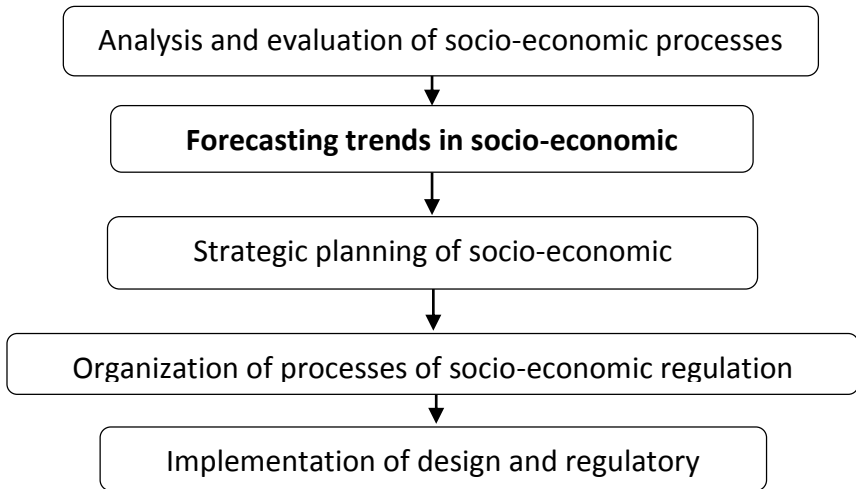 Analysis and evaluation of socio-economic processes
Forecasting trends in socio-economic
Strategic planning of socio-economic
Organization of processes of socio-economic regulation
Implementation of design and regulatory